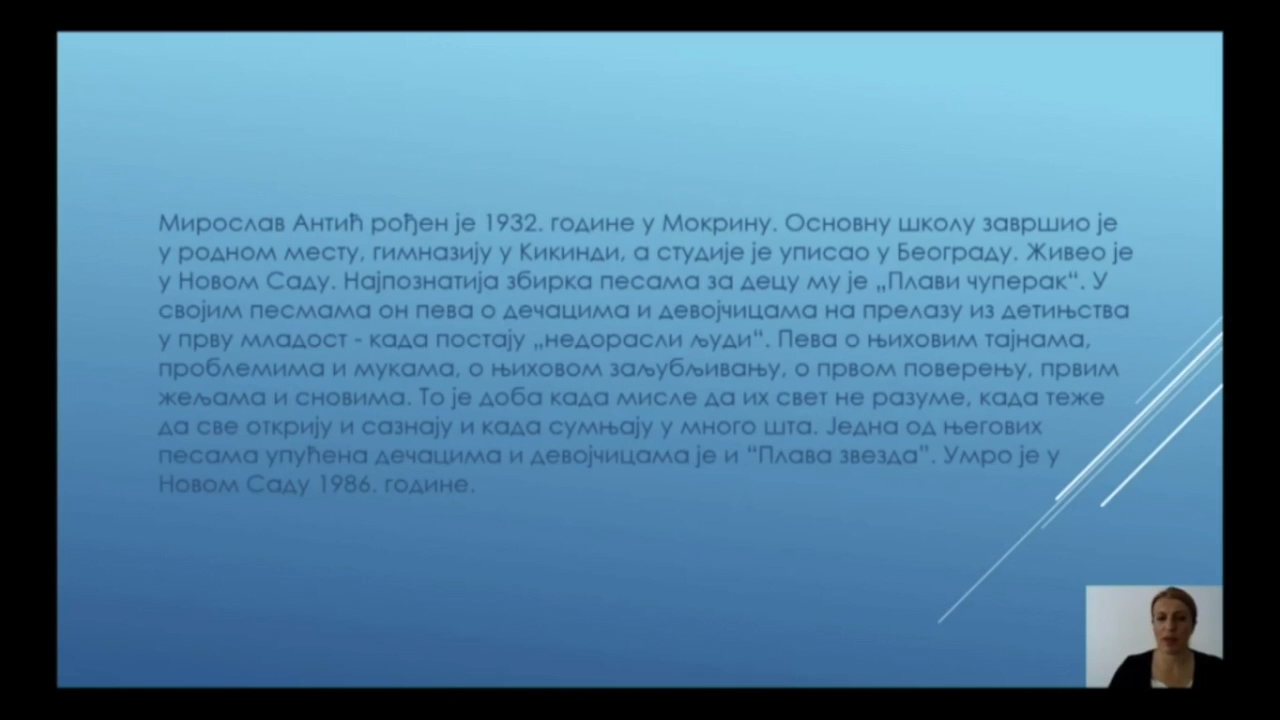 Мирослав Антић рођен је 1932. године у Мокрину. Основну школу завршио је
у родном месту, гимназију у Кикинди, а студије је уписао у Београду. Живео је
у Новом Саду. Најпознатија збирка песама за децу му је „Плави чуперак“. У
својим песмама он пева о дечацима и девојчицама на прелазу из детињства
у прву младост - када постају „недорасли људи“. Пева о њиховим тајнама,
проблемима и мукама, о њиховом заљубљивању, о првом поверењу, првим
жељама и сновима. То је доба када мисле да их свет не разуме, када теже
да све открију и сазнају и када сумњају у много шта. Једна од његових
песама упућена дечацима и девојчицама је и “Плава звезда”. Умро је у
Новом Саду 1986. године.